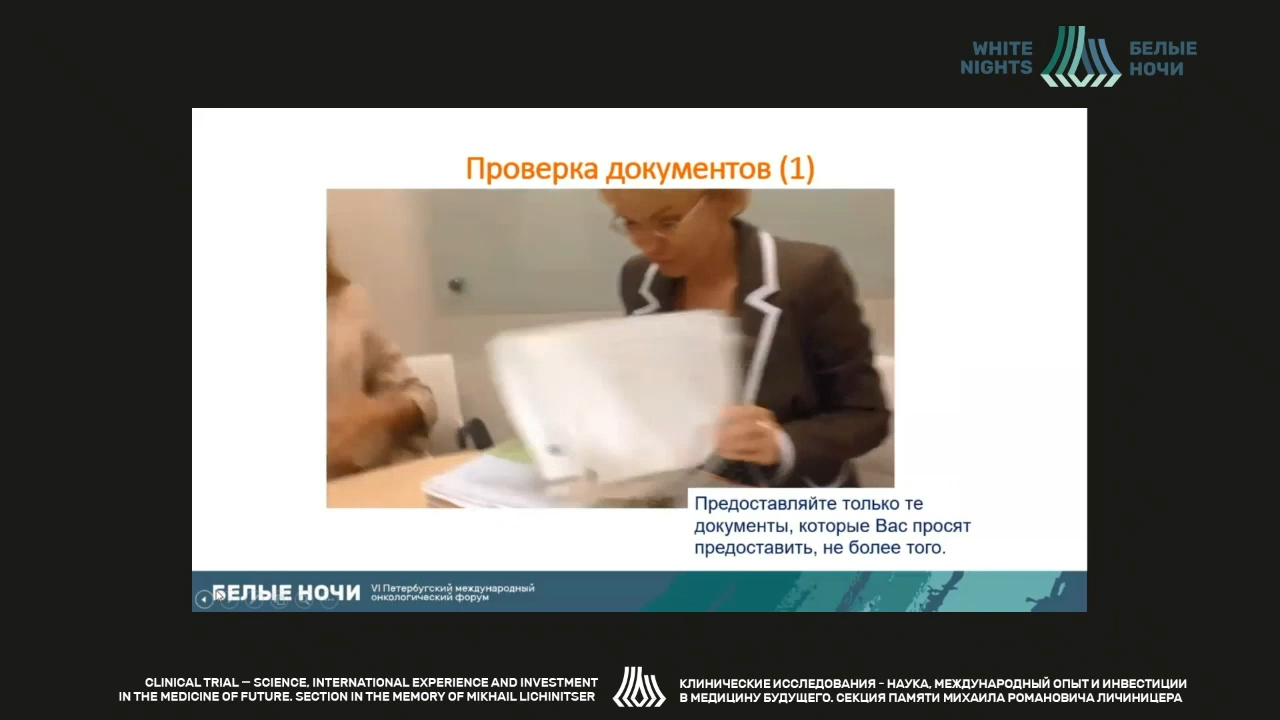 WHITE
NIGHTS
БЕЛЫЕ
НОЧИ
Проверка документов (1)
Предоставляйте только те
документы, которые Вас просят
предоставить, не более того.
БЕЛЫЕ НОЧИ
VI Петербугский международный
онкологический форум
CLINICAL TRIAL – SCIENCE, INTERNATIONAL EXPERIENCE AND INVESTMENT
IN THE MEDICINE OF FUTURE. SECTION IN THE MEMORY OF MIKHAIL LICHINITSER
КЛИНИЧЕСКИЕ ИССЛЕДОВАНИЯ - НАУКА, МЕЖДУНАРОДНЫЙ ОПЫТ И ИНВЕСТИЦИИ
В МЕДИЦИНУ БУДУЩЕГО. СЕКЦИЯ ПАМЯТИ МИХАИЛА РОМАНОВИЧА ЛИЧИНИЦЕРА